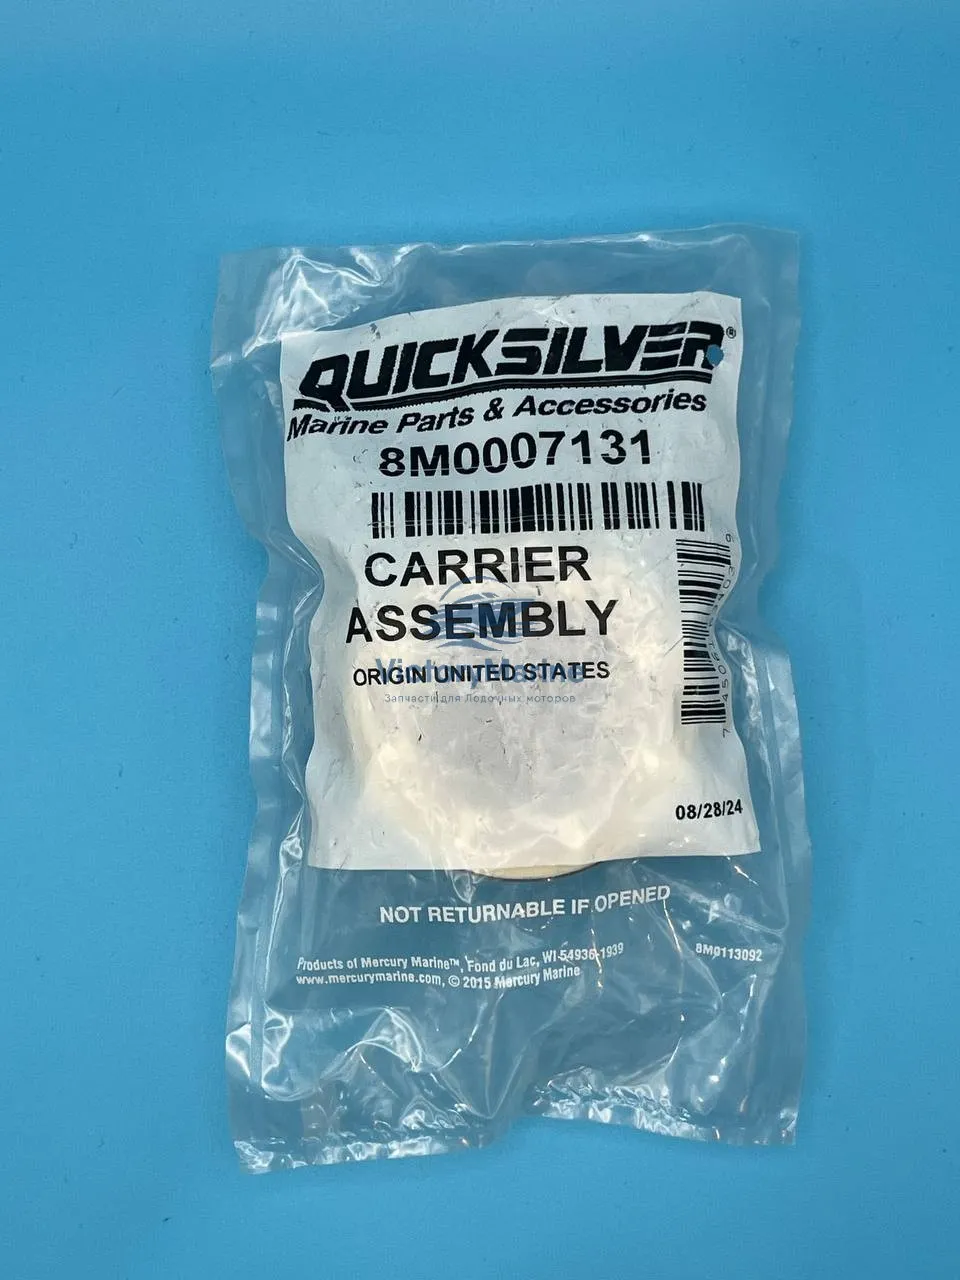 QUICKSILVER®
Marine Parts & Accessories
8M0007131
CARRIER
ASSEMBLY
VictoryMarine
ORIGIN UNITED STATES
Запчасти для Лодочных моторов
08/28/24
NOT RETURNABLE IF OPENED
Products of Mercury Marine™, Fond du Lac, WI 54936-1939
www.mercurymarine.com, © 2015 Mercury Marine
8M0113092